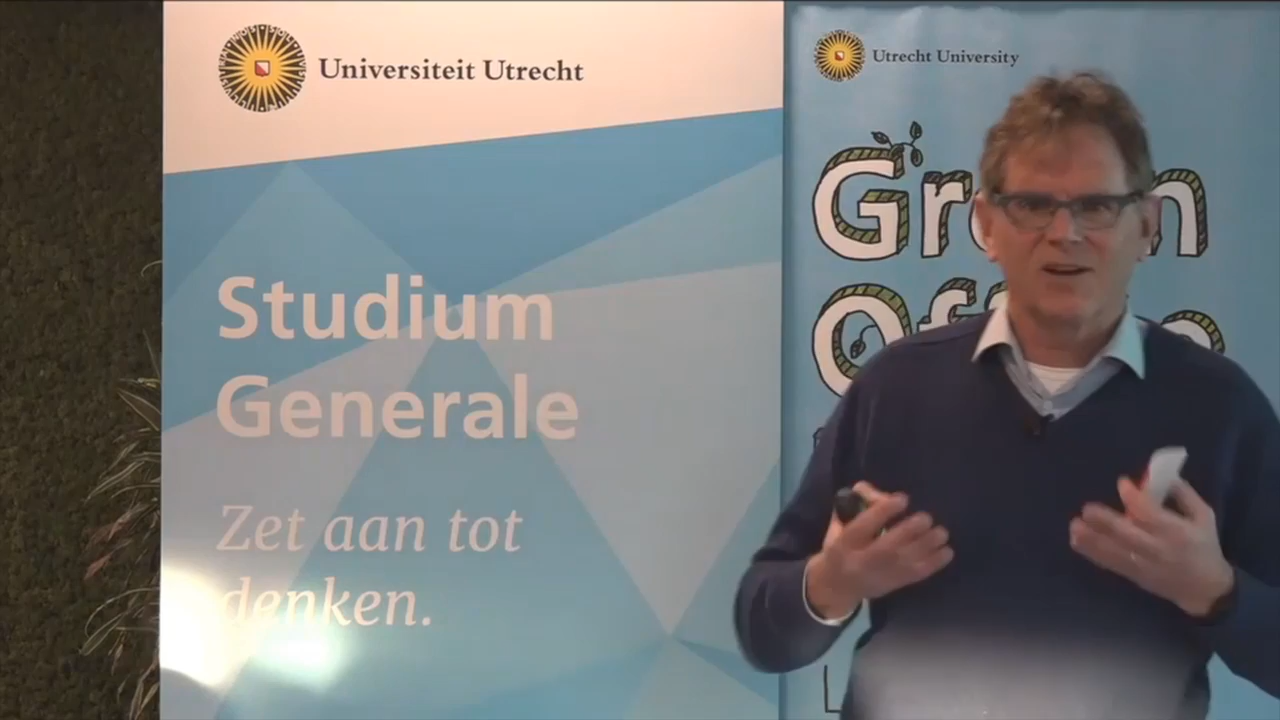 Universiteit Utrecht
Studium
Generale
Zet aan tot
denken.
Utrecht University